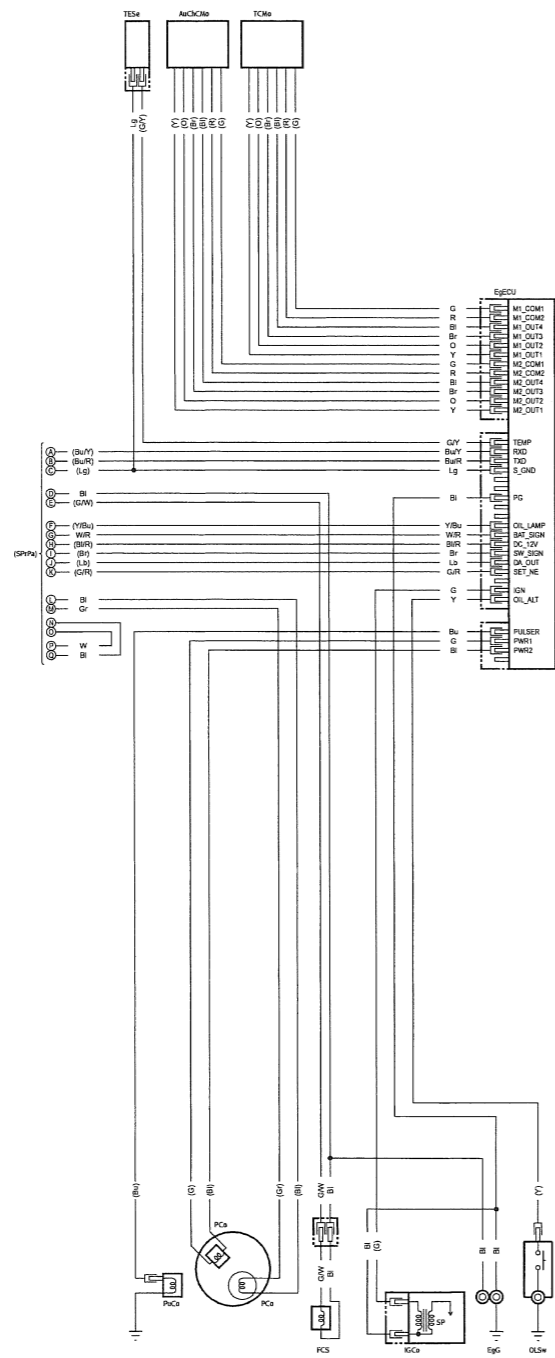 TESe AuChCMo TCMo
Lg (G/Y) (Y) (O) (Br) (Bl) (R) (G) (Y) (O) (Br) (Bl) (R) (G)
EgECU
G M1_COM1
R M1_COM2
Bl M1_OUT4
Br M1_OUT3
O M1_OUT2
Y M1_OUT1
G M2_COM1
R M2_COM2
Bl M2_OUT4
Br M2_OUT3
O M2_OUT2
Y M2_OUT1
G/Y TEMP
A (Bu/Y) Bu/Y RXD
B (Bu/R) Bu/R TXD
C (Lg) Lg S_GND
D Bl
Bl PG
E (G/W)
F (Y/Bu) Y/Bu OIL_LAMP
G W/R W/R BAT_SIGN
H (Bl/R) Bl/R DC_12V
(SPrPa) I (Br) Br SW_SIGN
J (Lb) Lb DA_OUT
K (G/R) G/R SET_NE
G IGN
L Bl Y OIL_ALT
M Gr
N
O
Bu PULSER
P W G PWR1
Q Bl Bl PWR2
(Bu) (G) (Bl) (Gr) (Bl) G/W Bl (Y)
PCo
Bl (G) Bl Bl
G/W Bl
PuCo PCo SP
FCS IGCo EgG OLSw